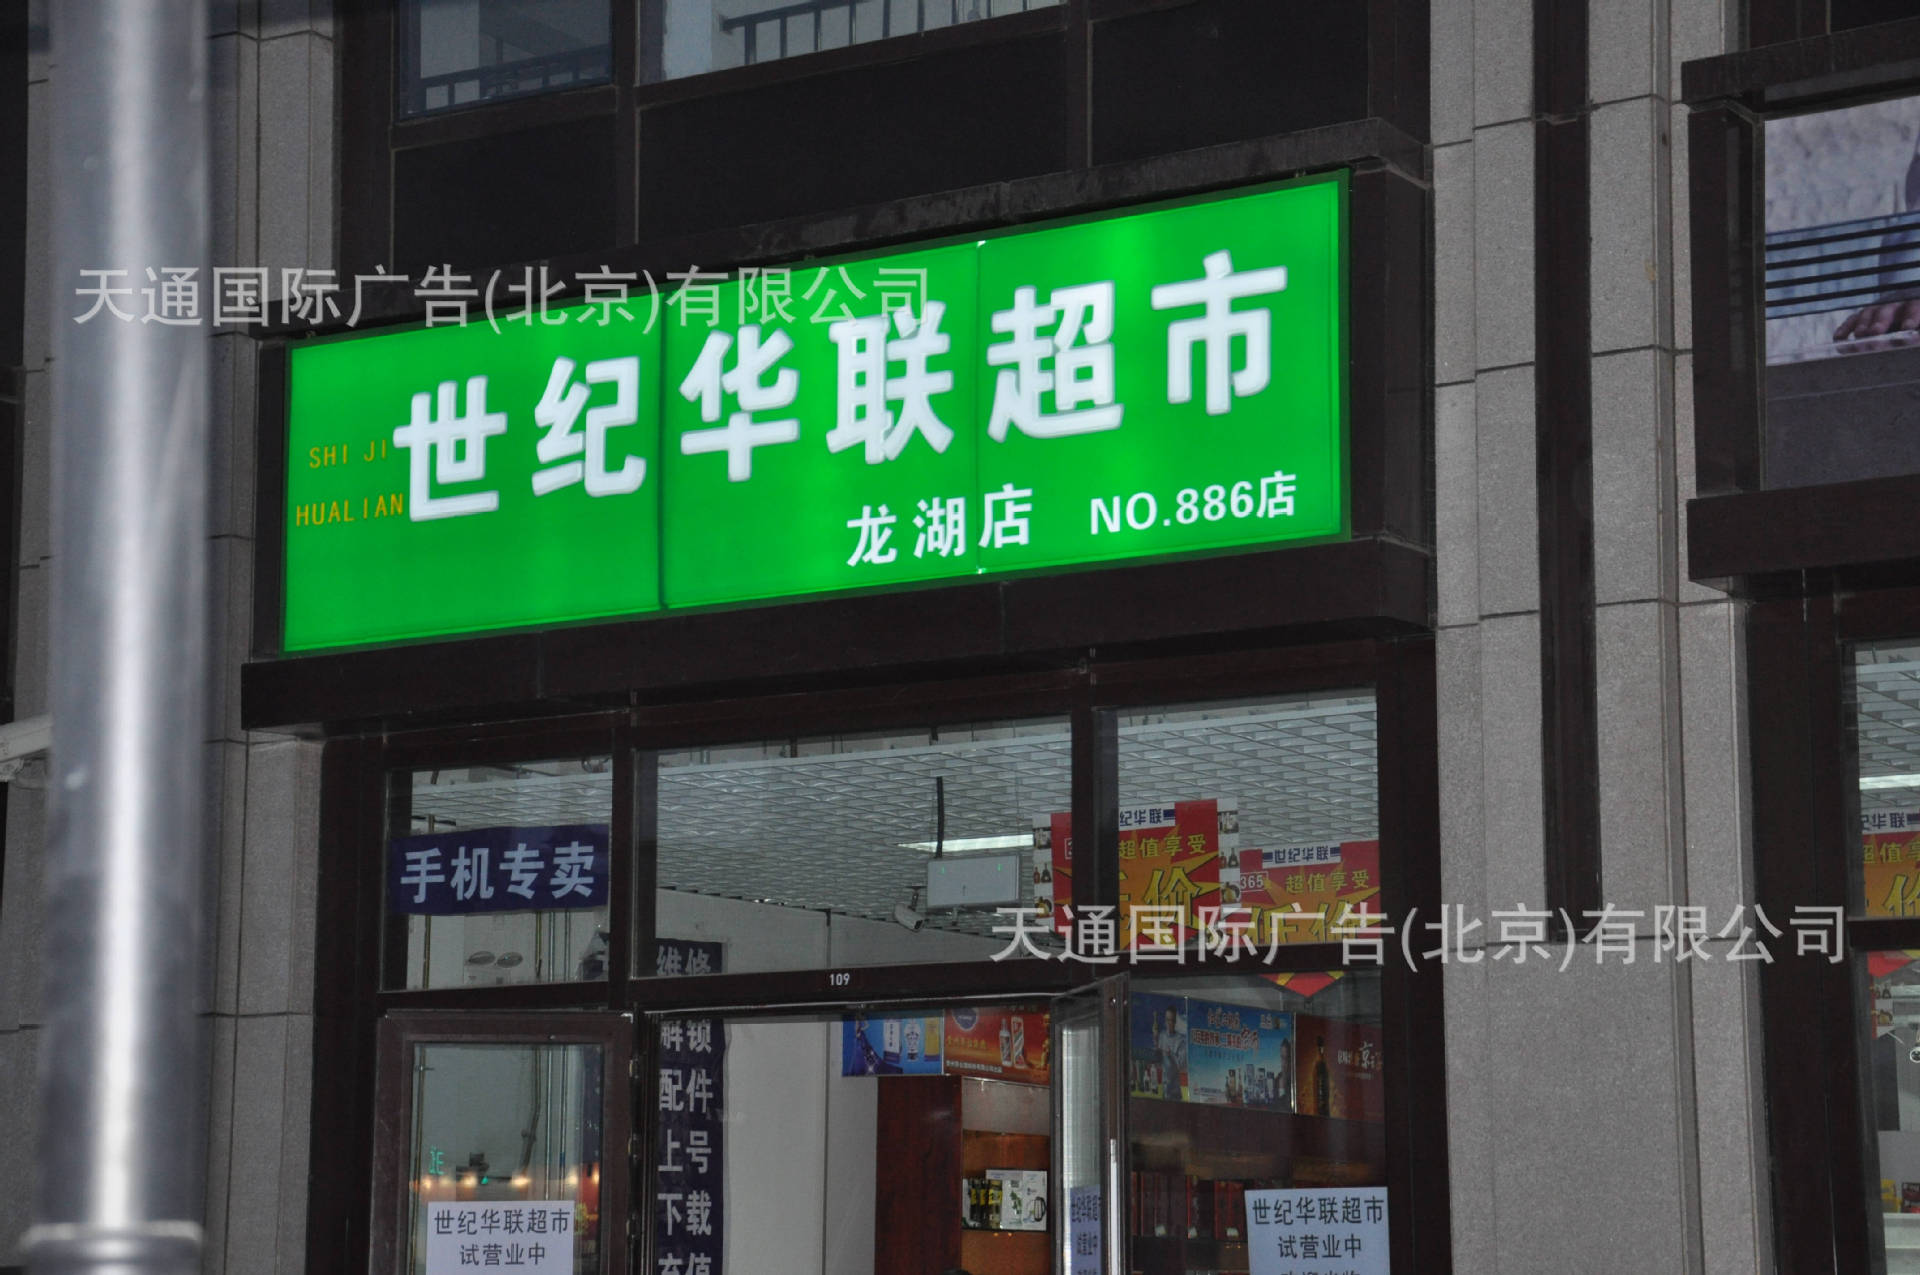 天通国际广告(北京)有限公司
世纪华联超市
SHI JI
HUALIAN
龙湖店 NO.886店
手机专卖
纪华联
超值享受
世纪华联
365
超值享受
天通国际广告(北京)有限公司
109
维修
解锁
配件
上号
下载
充值
世纪华联超市
试营业中
世纪华联超市
试营业中